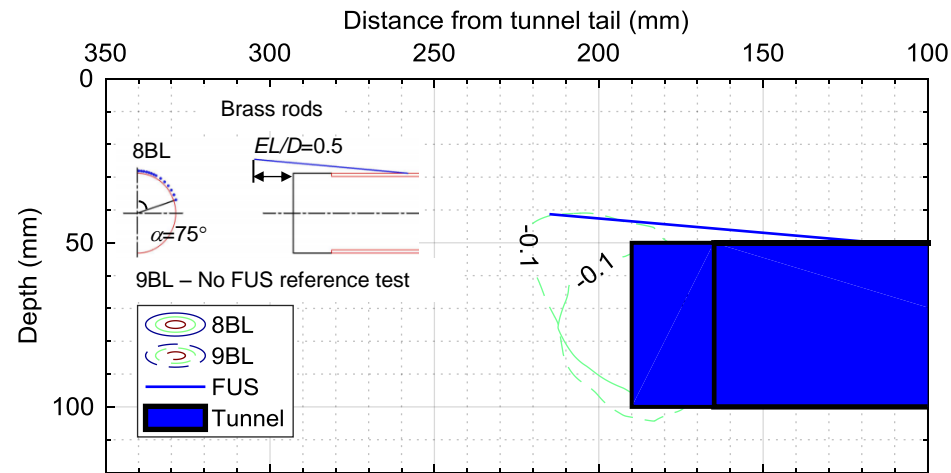 Distance from tunnel tail (mm)
350 300 250 200 150 100
0
50
100
Depth (mm)
Brass rods
8BL
EL/D=0.5
α=75°
9BL – No FUS reference test
8BL
9BL
FUS
Tunnel
-0.1
-0.1